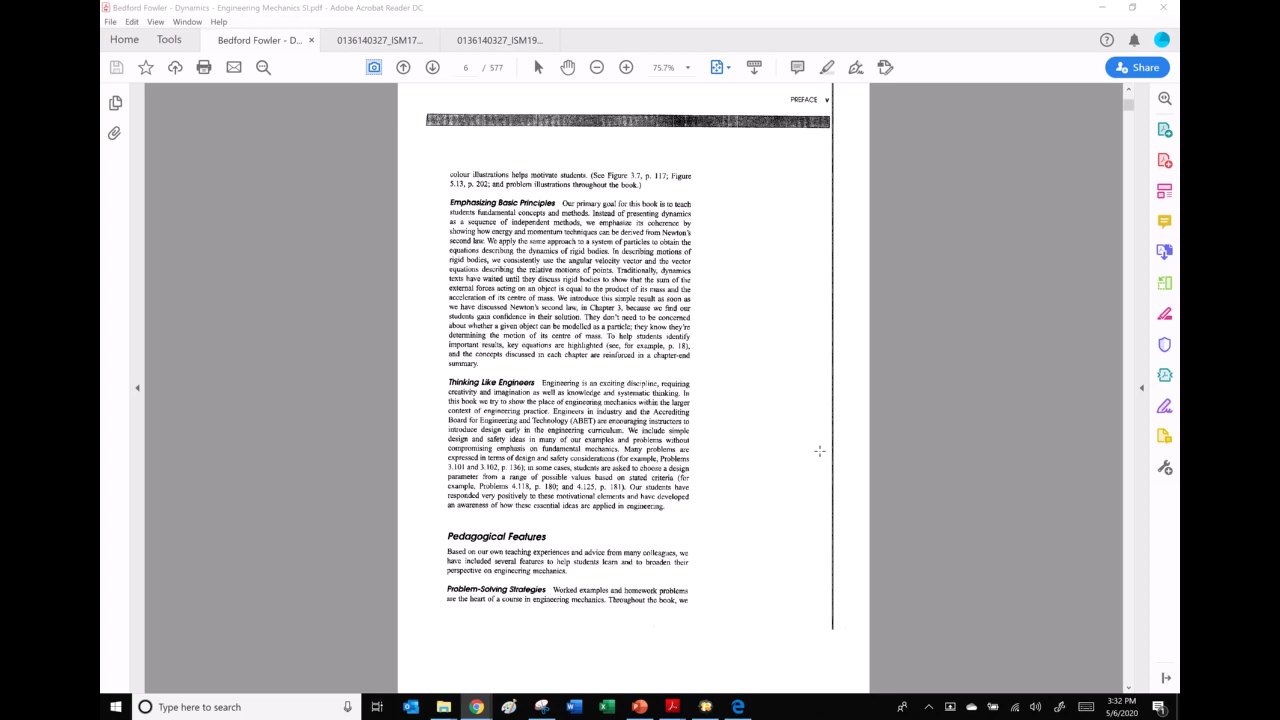 Bedford Fowler - Dynamics - Engineering Mechanics SI.pdf - Adobe Acrobat Reader DC
File Edit View Window Help
Home Tools Bedford Fowler - D... × 0136140327_ISM17... 0136140327_ISM19...
6 / 577 75.7% Share
PREFACE v
colour illustrations helps motivate students. (See Figure 3.7, p. 117; Figure
5.13, p. 202; and problem illustrations throughout the book.)
Emphasizing Basic Principles Our primary goal for this book is to teach
students fundamental concepts and methods. Instead of presenting dynamics
as a sequence of independent methods, we emphasize its coherence by
showing how energy and momentum techniques can be derived from Newton's
second law. We apply the same approach to a system of particles to obtain the
equations describing the dynamics of rigid bodies. In describing motions of
rigid bodies, we consistently use the angular velocity vector and the vector
equations describing the relative motions of points. Traditionally, dynamics
texts have waited until they discuss rigid bodies to show that the sum of the
external forces acting on an object is equal to the product of its mass and the
acceleration of its centre of mass. We introduce this simple result as soon as
we have discussed Newton's second law, in Chapter 3, because we find our
students gain confidence in their solution. They don't need to be concerned
about whether a given object can be modelled as a particle; they know they're
determining the motion of its centre of mass. To help students identify
important results, key equations are highlighted (see, for example, p. 18),
and the concepts discussed in each chapter are reinforced in a chapter-end
summary.
Thinking Like Engineers Engineering is an exciting discipline, requiring
creativity and imagination as well as knowledge and systematic thinking. In
this book we try to show the place of engineering mechanics within the larger
context of engineering practice. Engineers in industry and the Accrediting
Board for Engineering and Technology (ABET) are encouraging instructors to
introduce design early in the engineering curriculum. We include simple
design and safety ideas in many of our examples and problems without
compromising emphasis on fundamental mechanics. Many problems are
expressed in terms of design and safety considerations (for example, Problems
3.101 and 3.102, p. 136); in some cases, students are asked to choose a design
parameter from a range of possible values based on stated criteria (for
example, Problems 4.118, p. 180; and 4.125, p. 181). Our students have
responded very positively to these motivational elements and have developed
an awareness of how these essential ideas are applied in engineering.
Pedagogical Features
Based on our own teaching experiences and advice from many colleagues, we
have included several features to help students learn and to broaden their
perspective on engineering mechanics.
Problem-Solving Strategies Worked examples and homework problems
are the heart of a course in engineering mechanics. Throughout the book, we
Type here to search
3:32 PM
5/6/2020